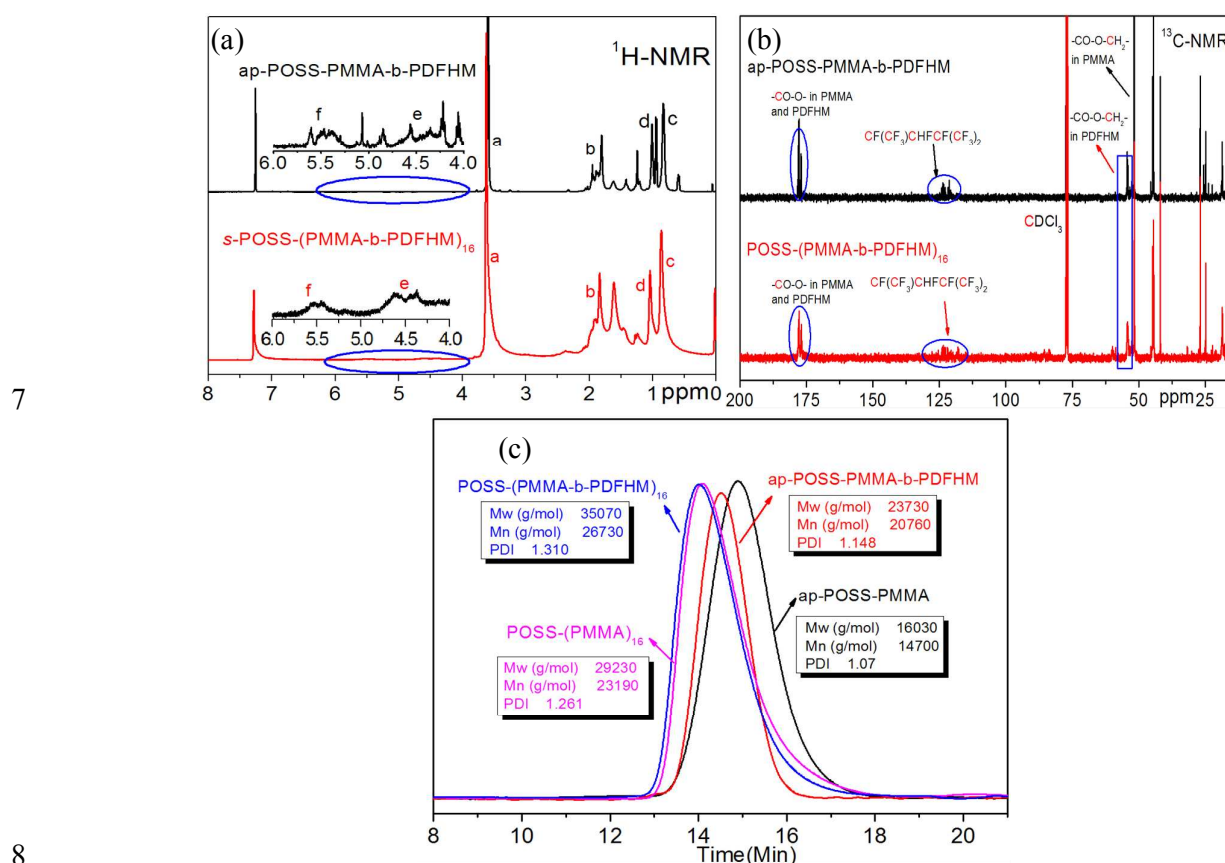 (a)
¹H-NMR
ap-POSS-PMMA-b-PDFHM
f
e
6.0 5.5 5.0 4.5 4.0
a
b
d
c
s-POSS-(PMMA-b-PDFHM)₁₆
f
e
6.0 5.5 5.0 4.5 4.0
a
b
d
c
8 7 6 5 4 3 2 1 ppm 0
(b)
¹³C-NMR
ap-POSS-PMMA-b-PDFHM
-CO-O-CH₂-
in PMMA
-CO-O- in PMMA
and PDFHM
-CO-O-CH₂-
in PDFHM
CF(CF₃)CHFCF(CF₃)₂
CDCl₃
POSS-(PMMA-b-PDFHM)₁₆
-CO-O- in PMMA
and PDFHM
CF(CF₃)CHFCF(CF₃)₂
200 175 150 125 100 75 50 25
ppm
7
(c)
POSS-(PMMA-b-PDFHM)₁₆
Mw (g/mol) 35070
Mn (g/mol) 26730
PDI 1.310
ap-POSS-PMMA-b-PDFHM
Mw (g/mol) 23730
Mn (g/mol) 20760
PDI 1.148
ap-POSS-PMMA
Mw (g/mol) 16030
Mn (g/mol) 14700
PDI 1.07
POSS-(PMMA)₁₆
Mw (g/mol) 29230
Mn (g/mol) 23190
PDI 1.261
8 10 12 14 16 18 20
Time(Min)
8